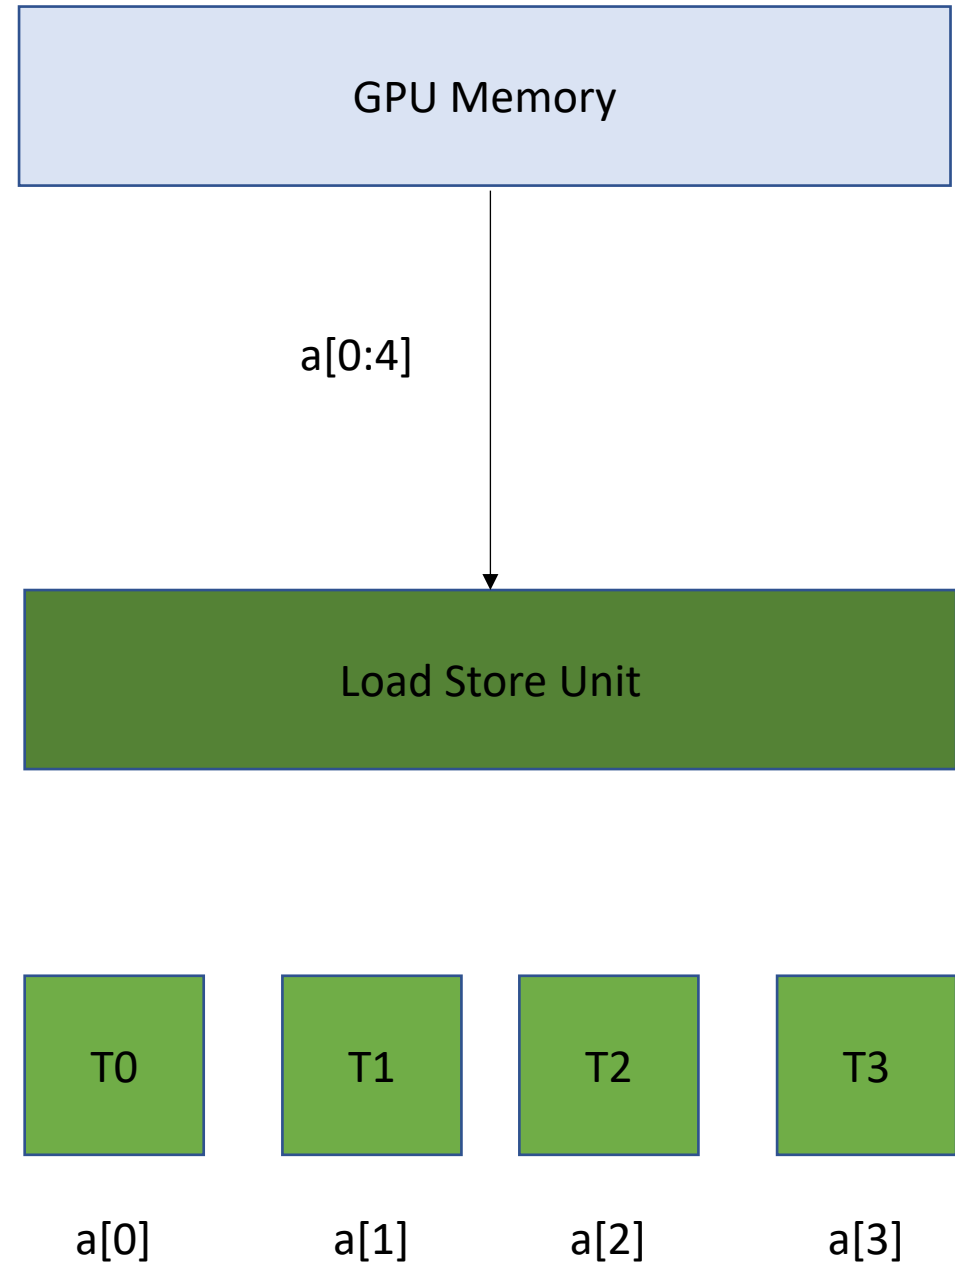 GPU Memory
a[0:4]
Load Store Unit
T0 T1 T2 T3
a[0] a[1] a[2] a[3]